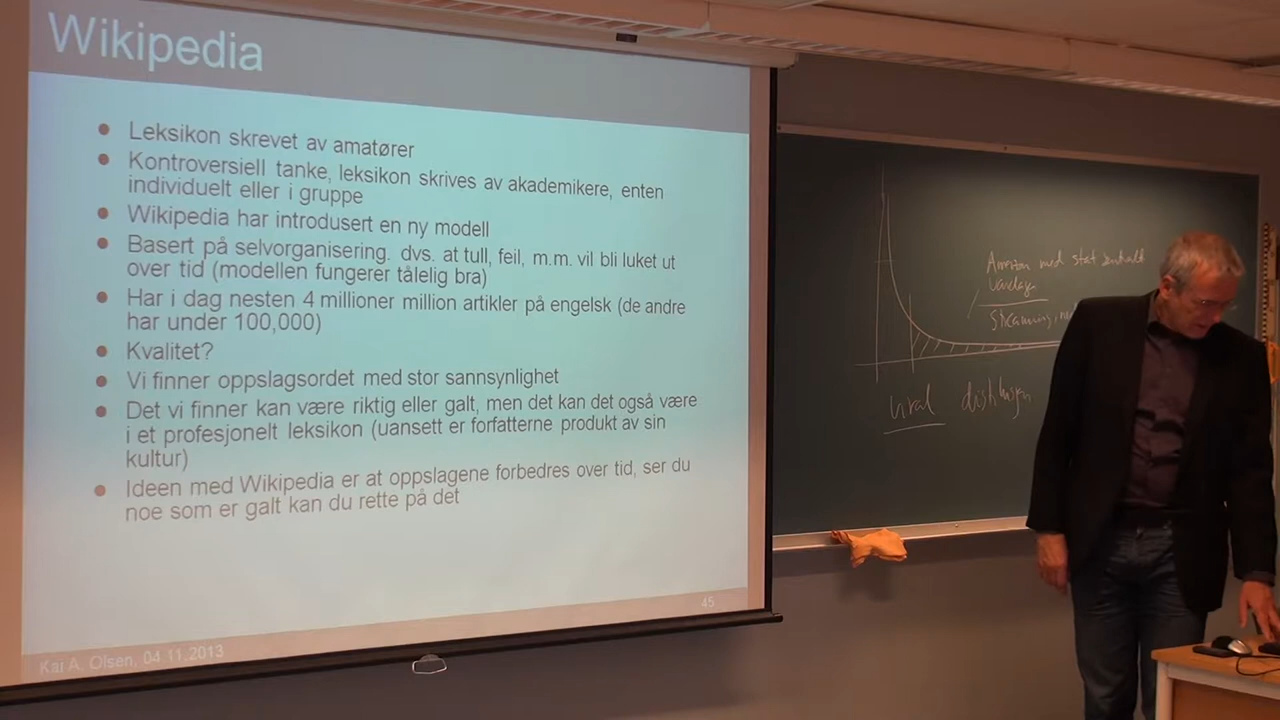 Wikipedia
Leksikon skrevet av amatører
Kontroversiell tanke, leksikon skrives av akademikere, enten
individuelt eller i gruppe
Wikipedia har introdusert en ny modell
Basert på selvorganisering. dvs. at tull, feil, m.m. vil bli luket ut
over tid (modellen fungerer tålelig bra)
Har i dag nesten 4 millioner million artikler på engelsk (de andre
har under 100,000)
Kvalitet?
Vi finner oppslagsordet med stor sannsynlighet
Det vi finner kan være riktig eller galt, men det kan det også være
i et profesjonelt leksikon (uansett er forfatterne produkt av sin
kultur)
Ideen med Wikipedia er at oppslagene forbedres over tid, ser du
noe som er galt kan du rette på det
45
Kai A. Olsen, 04.11.2013
med
Streaming,
viral